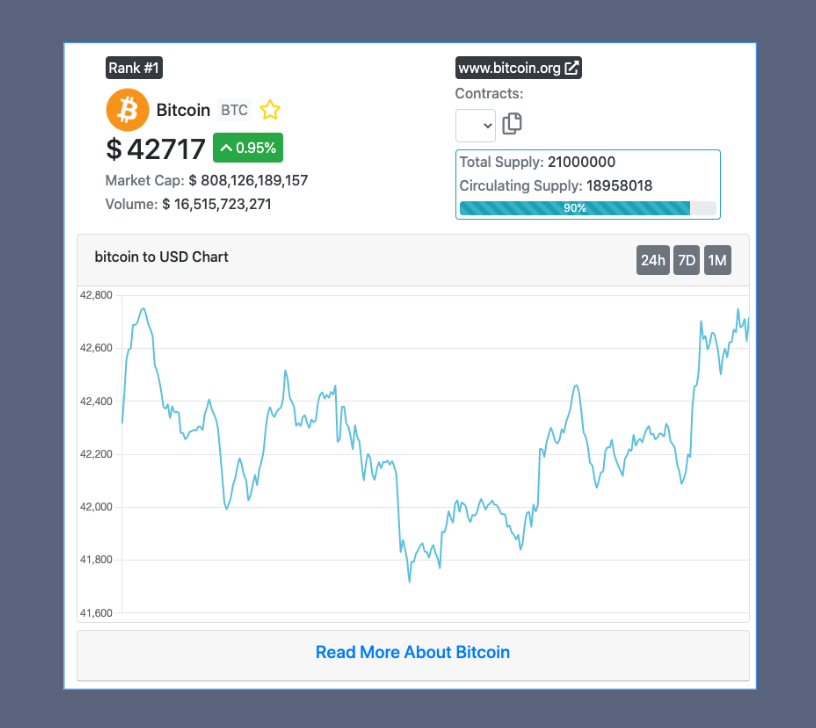 Rank #1
Bitcoin BTC
$ 42717 0.95%
Market Cap: $ 808,126,189,157
Volume: $ 16,515,723,271
www.bitcoin.org
Contracts:
Total Supply: 21000000
Circulating Supply: 18958018
90%
bitcoin to USD Chart
24h 7D 1M
42,800
42,600
42,400
42,200
42,000
41,800
41,600
Read More About Bitcoin